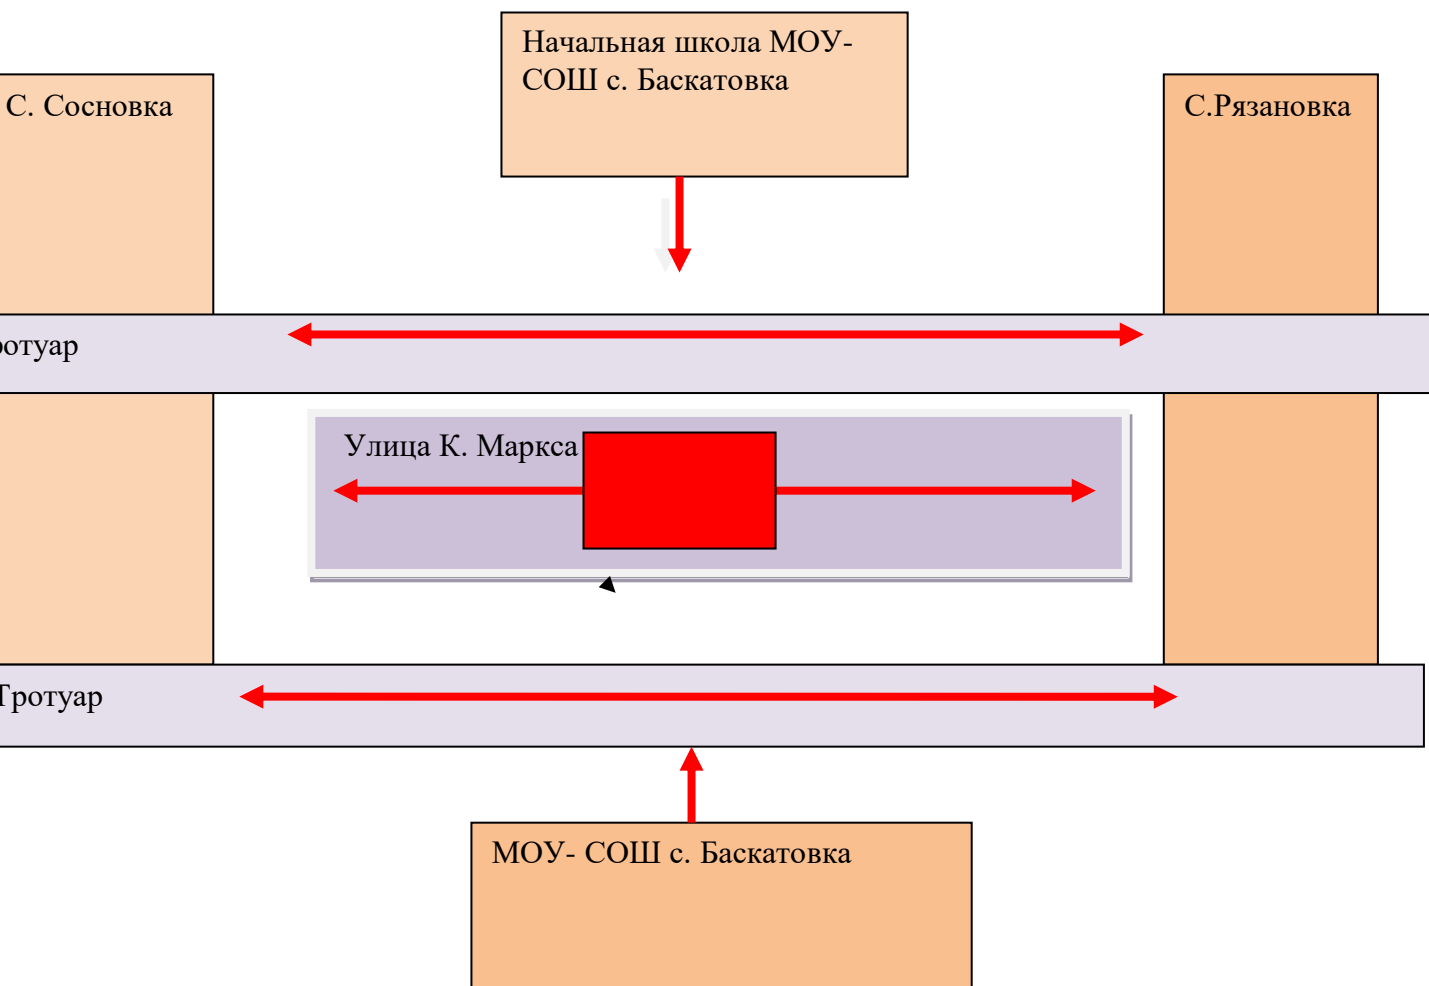 Начальная школа МОУ-
СОШ с. Баскатовка
С. Сосновка
С.Рязановка
ротуар
Улица К. Маркса
Тротуар
МОУ- СОШ с. Баскатовка